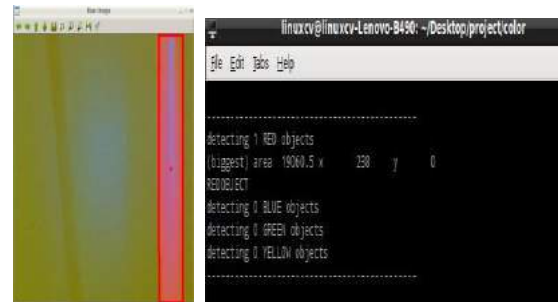 linuxcv@linuxcv-Lenovo-B490: ~/Desktop/project/color
File Edit Tabs Help
----------------------------------------
detecting 1 RED objects
(biggest) area 19060.5 x 238 y 0
REDOBJECT
detecting 0 BLUE objects
detecting 0 GREEN objects
detecting 0 YELLOW objects
----------------------------------------